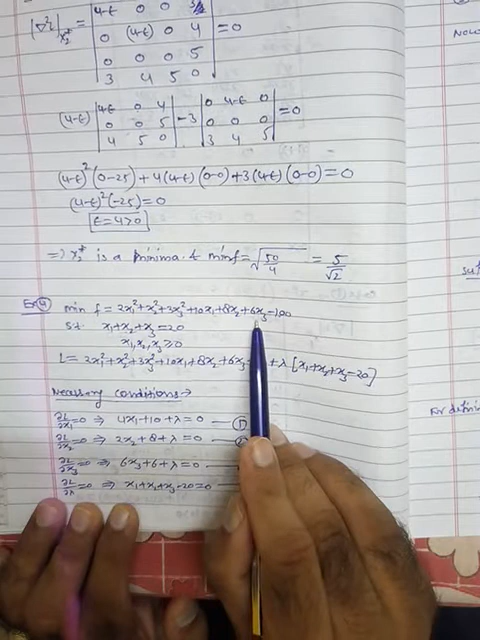 |∇²L|x₂* = | 4-t 0 0 3 | = 0
| 0 (4-t) 0 4 |
| 0 0 0 5 |
| 3 4 5 0 |
(4-t) | 4-t 0 4 | - 3 | 0 4-t 0 | = 0
| 0 0 5 | | 0 0 0 |
| 4 5 0 | | 3 4 5 |
(4-t)² (0-25) + 4(4-t) (0-0) + 3(4-t) (0-0) = 0
(4-t)² (-25) = 0
t = 4 > 0
=> x₂* is a minima & minf = √(50/4) = 5/√2
Ex④ min f = 2x₁² + x₂² + 3x₃² + 10x₁ + 8x₂ + 6x₃ - 100
st. x₁ + x₂ + x₃ = 20
x₁, x₂, x₃ ≥ 0
L = 2x₁² + x₂² + 3x₃² + 10x₁ + 8x₂ + 6x₃ + λ [x₁ + x₂ + x₃ - 20]
Necessary conditions →
∂L/∂x₁ = 0 => 4x₁ + 10 + λ = 0 — ①
∂L/∂x₂ = 0 => 2x₂ + 8 + λ = 0 —
∂L/∂x₃ = 0 => 6x₃ + 6 + λ = 0 —
∂L/∂λ = 0 => x₁ + x₂ + x₃ - 20 = 0 —
Now
For